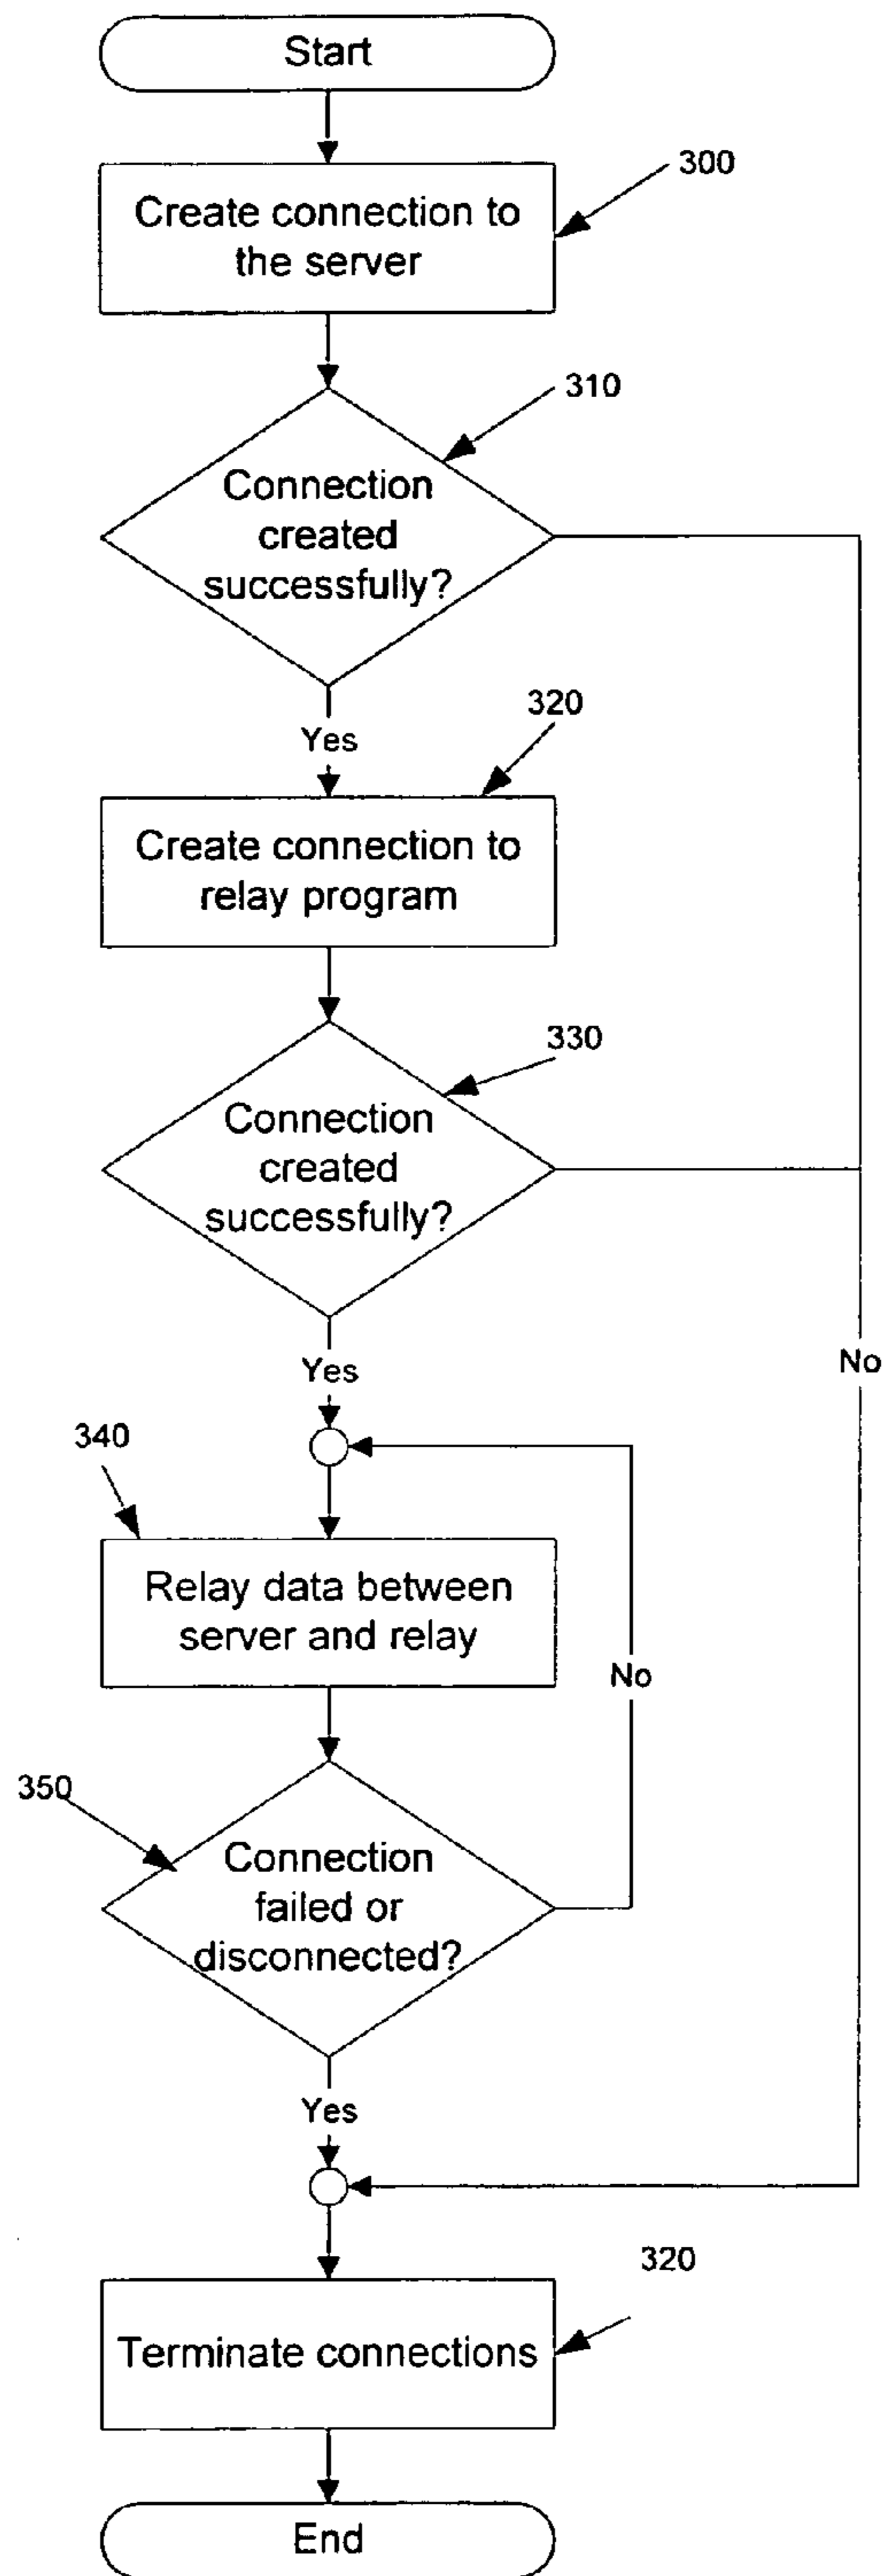 Start
300
Create connection to
the server
310
Connection
created
successfully?
Yes
320
Create connection to
relay program
330
Connection
created
successfully?
No
Yes
340
Relay data between
server and relay
No
350
Connection
failed or
disconnected?
Yes
320
Terminate connections
End